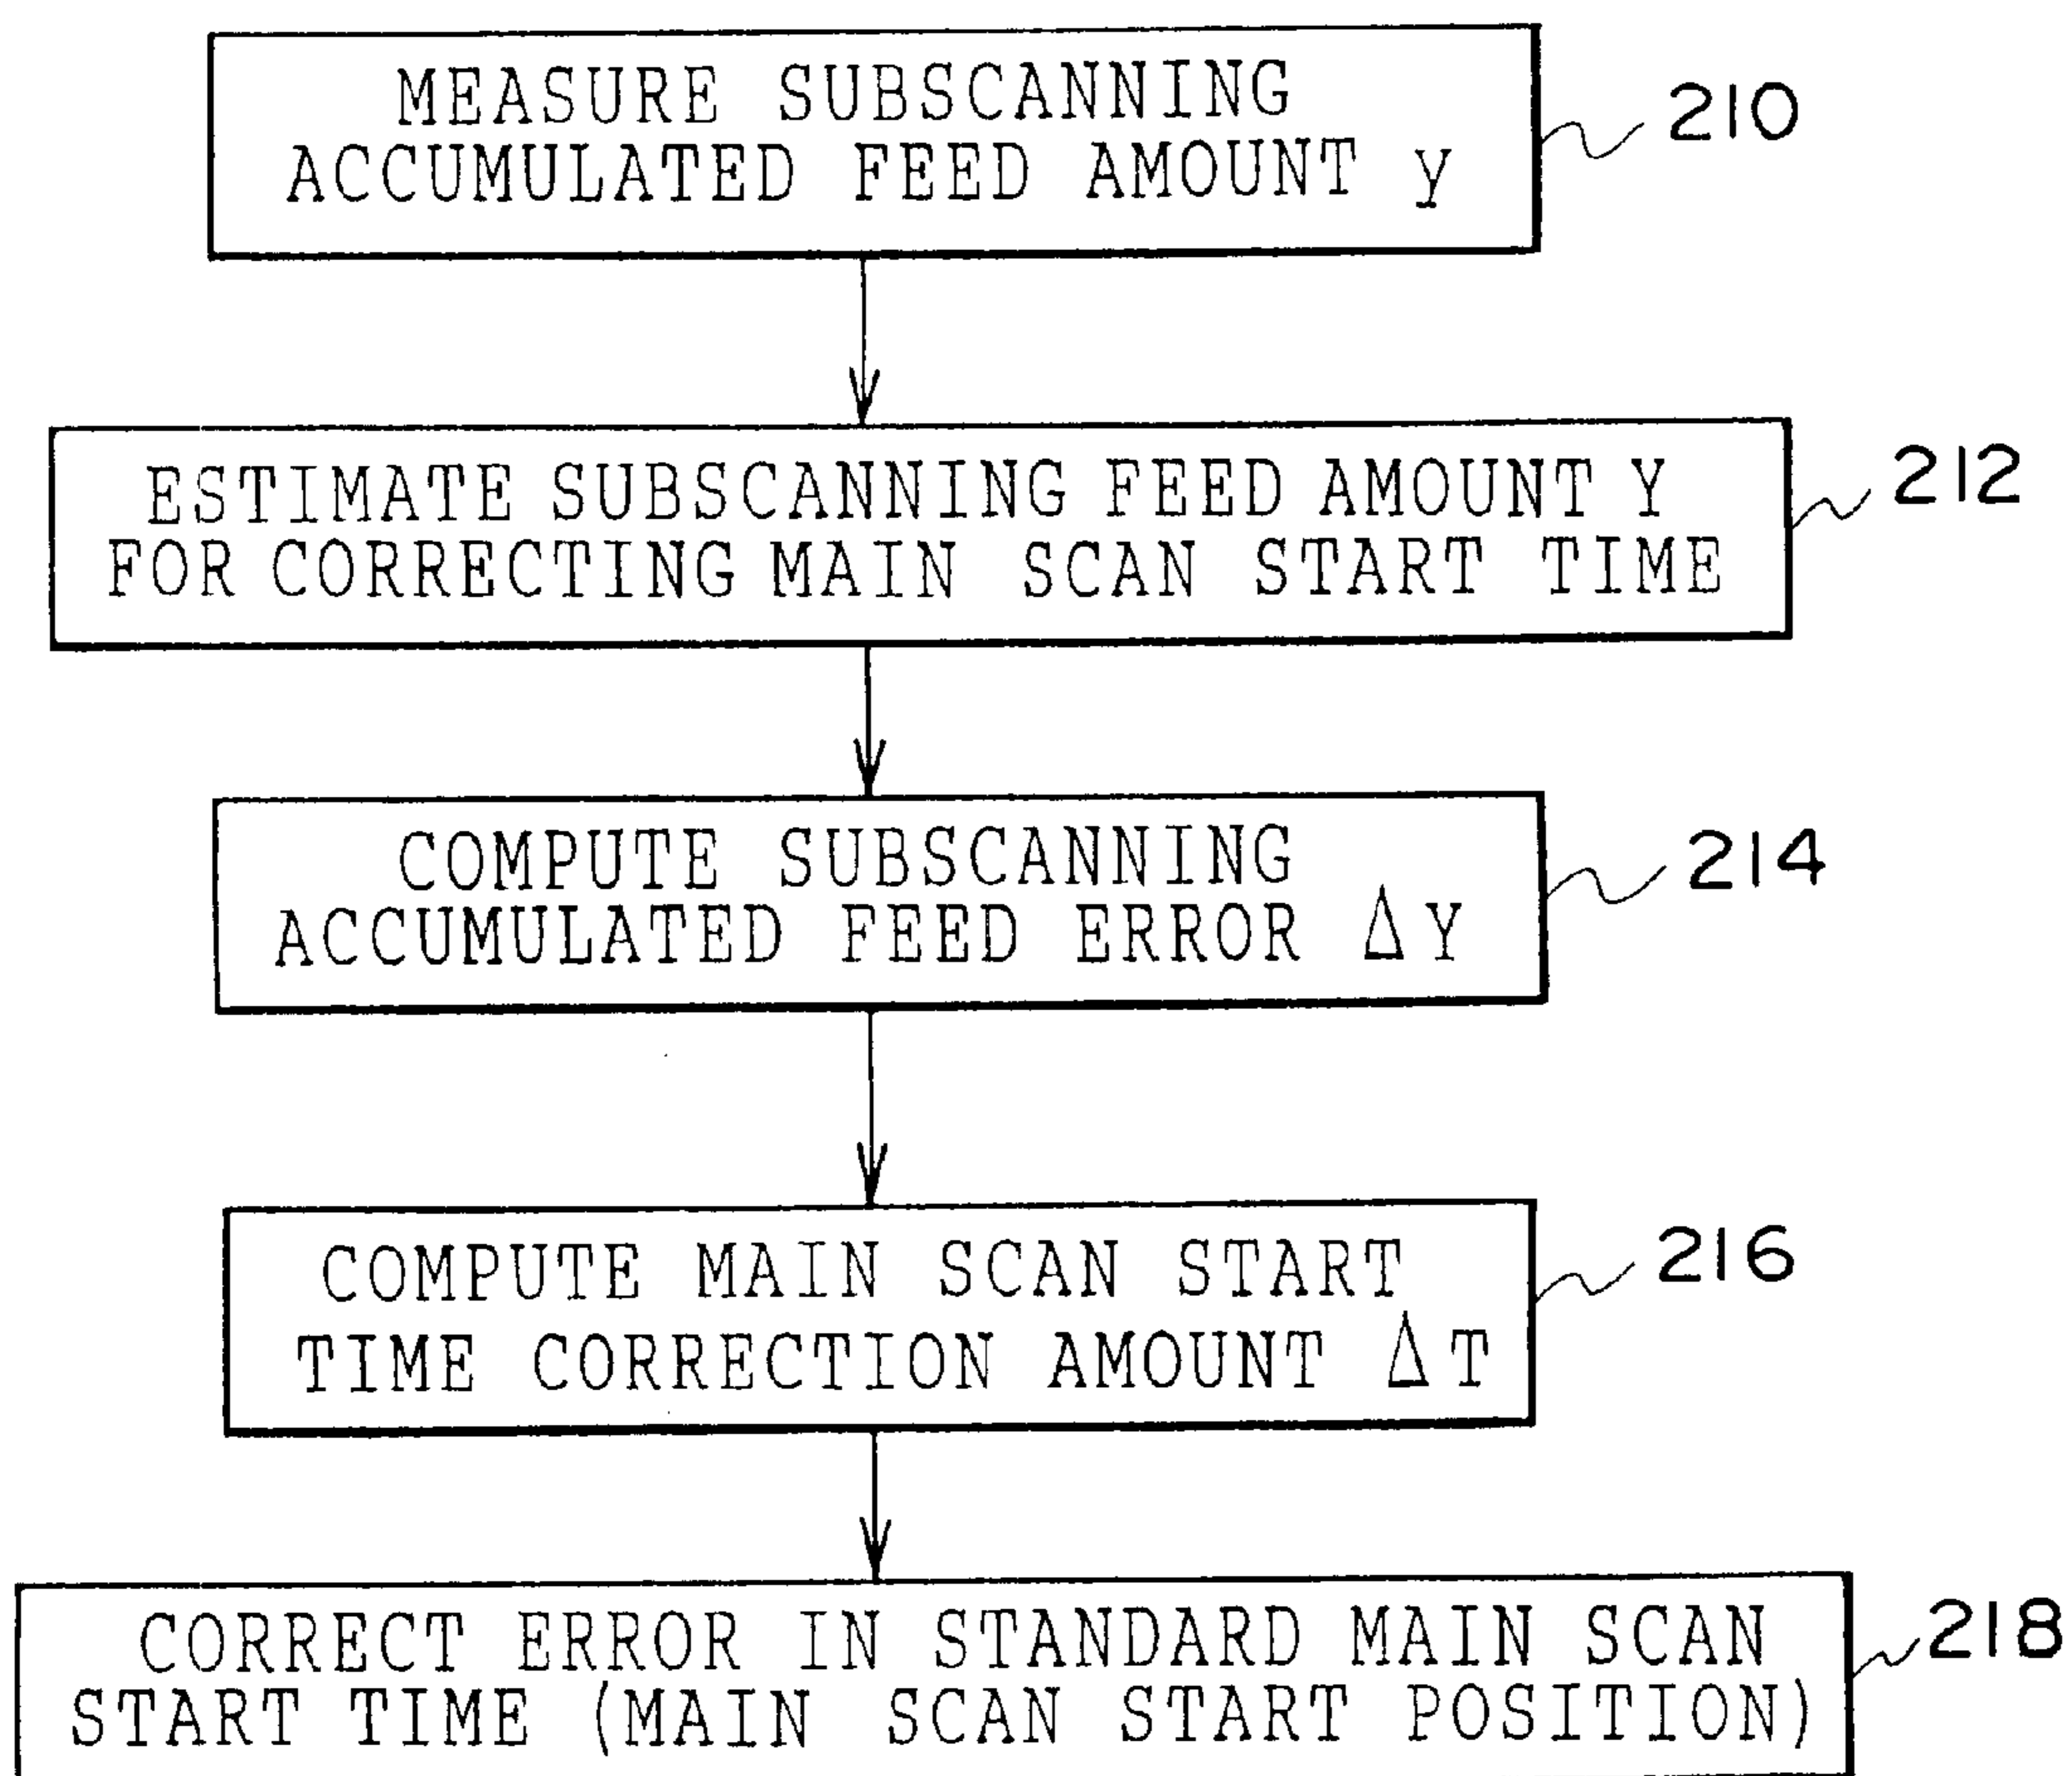 MEASURE SUBSCANNING
ACCUMULATED FEED AMOUNT y
210
ESTIMATE SUBSCANNING FEED AMOUNT Y
FOR CORRECTING MAIN SCAN START TIME
212
COMPUTE SUBSCANNING
ACCUMULATED FEED ERROR ΔY
214
COMPUTE MAIN SCAN START
TIME CORRECTION AMOUNT ΔT
216
CORRECT ERROR IN STANDARD MAIN SCAN
START TIME (MAIN SCAN START POSITION)
218